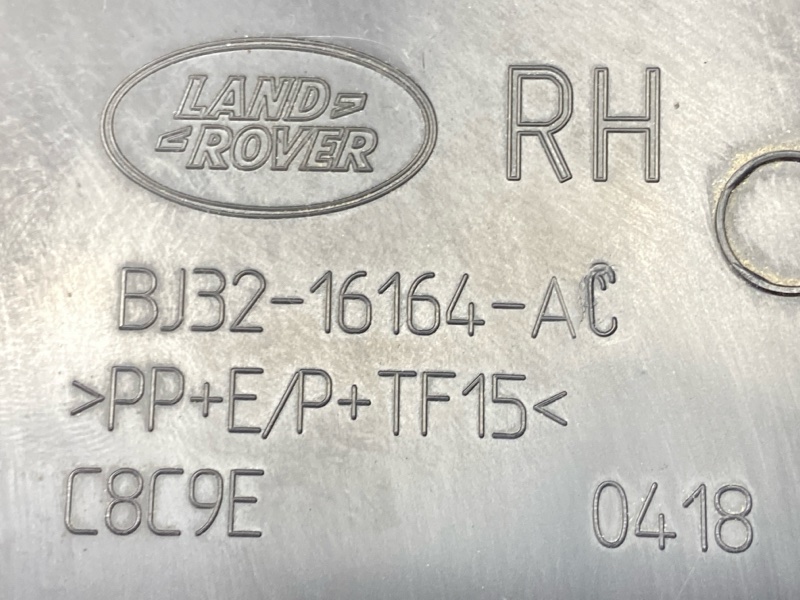 LAND
ROVER
RH
BJ32-16164-AC
>PP+E/P+TF15<
C8C9E
0418